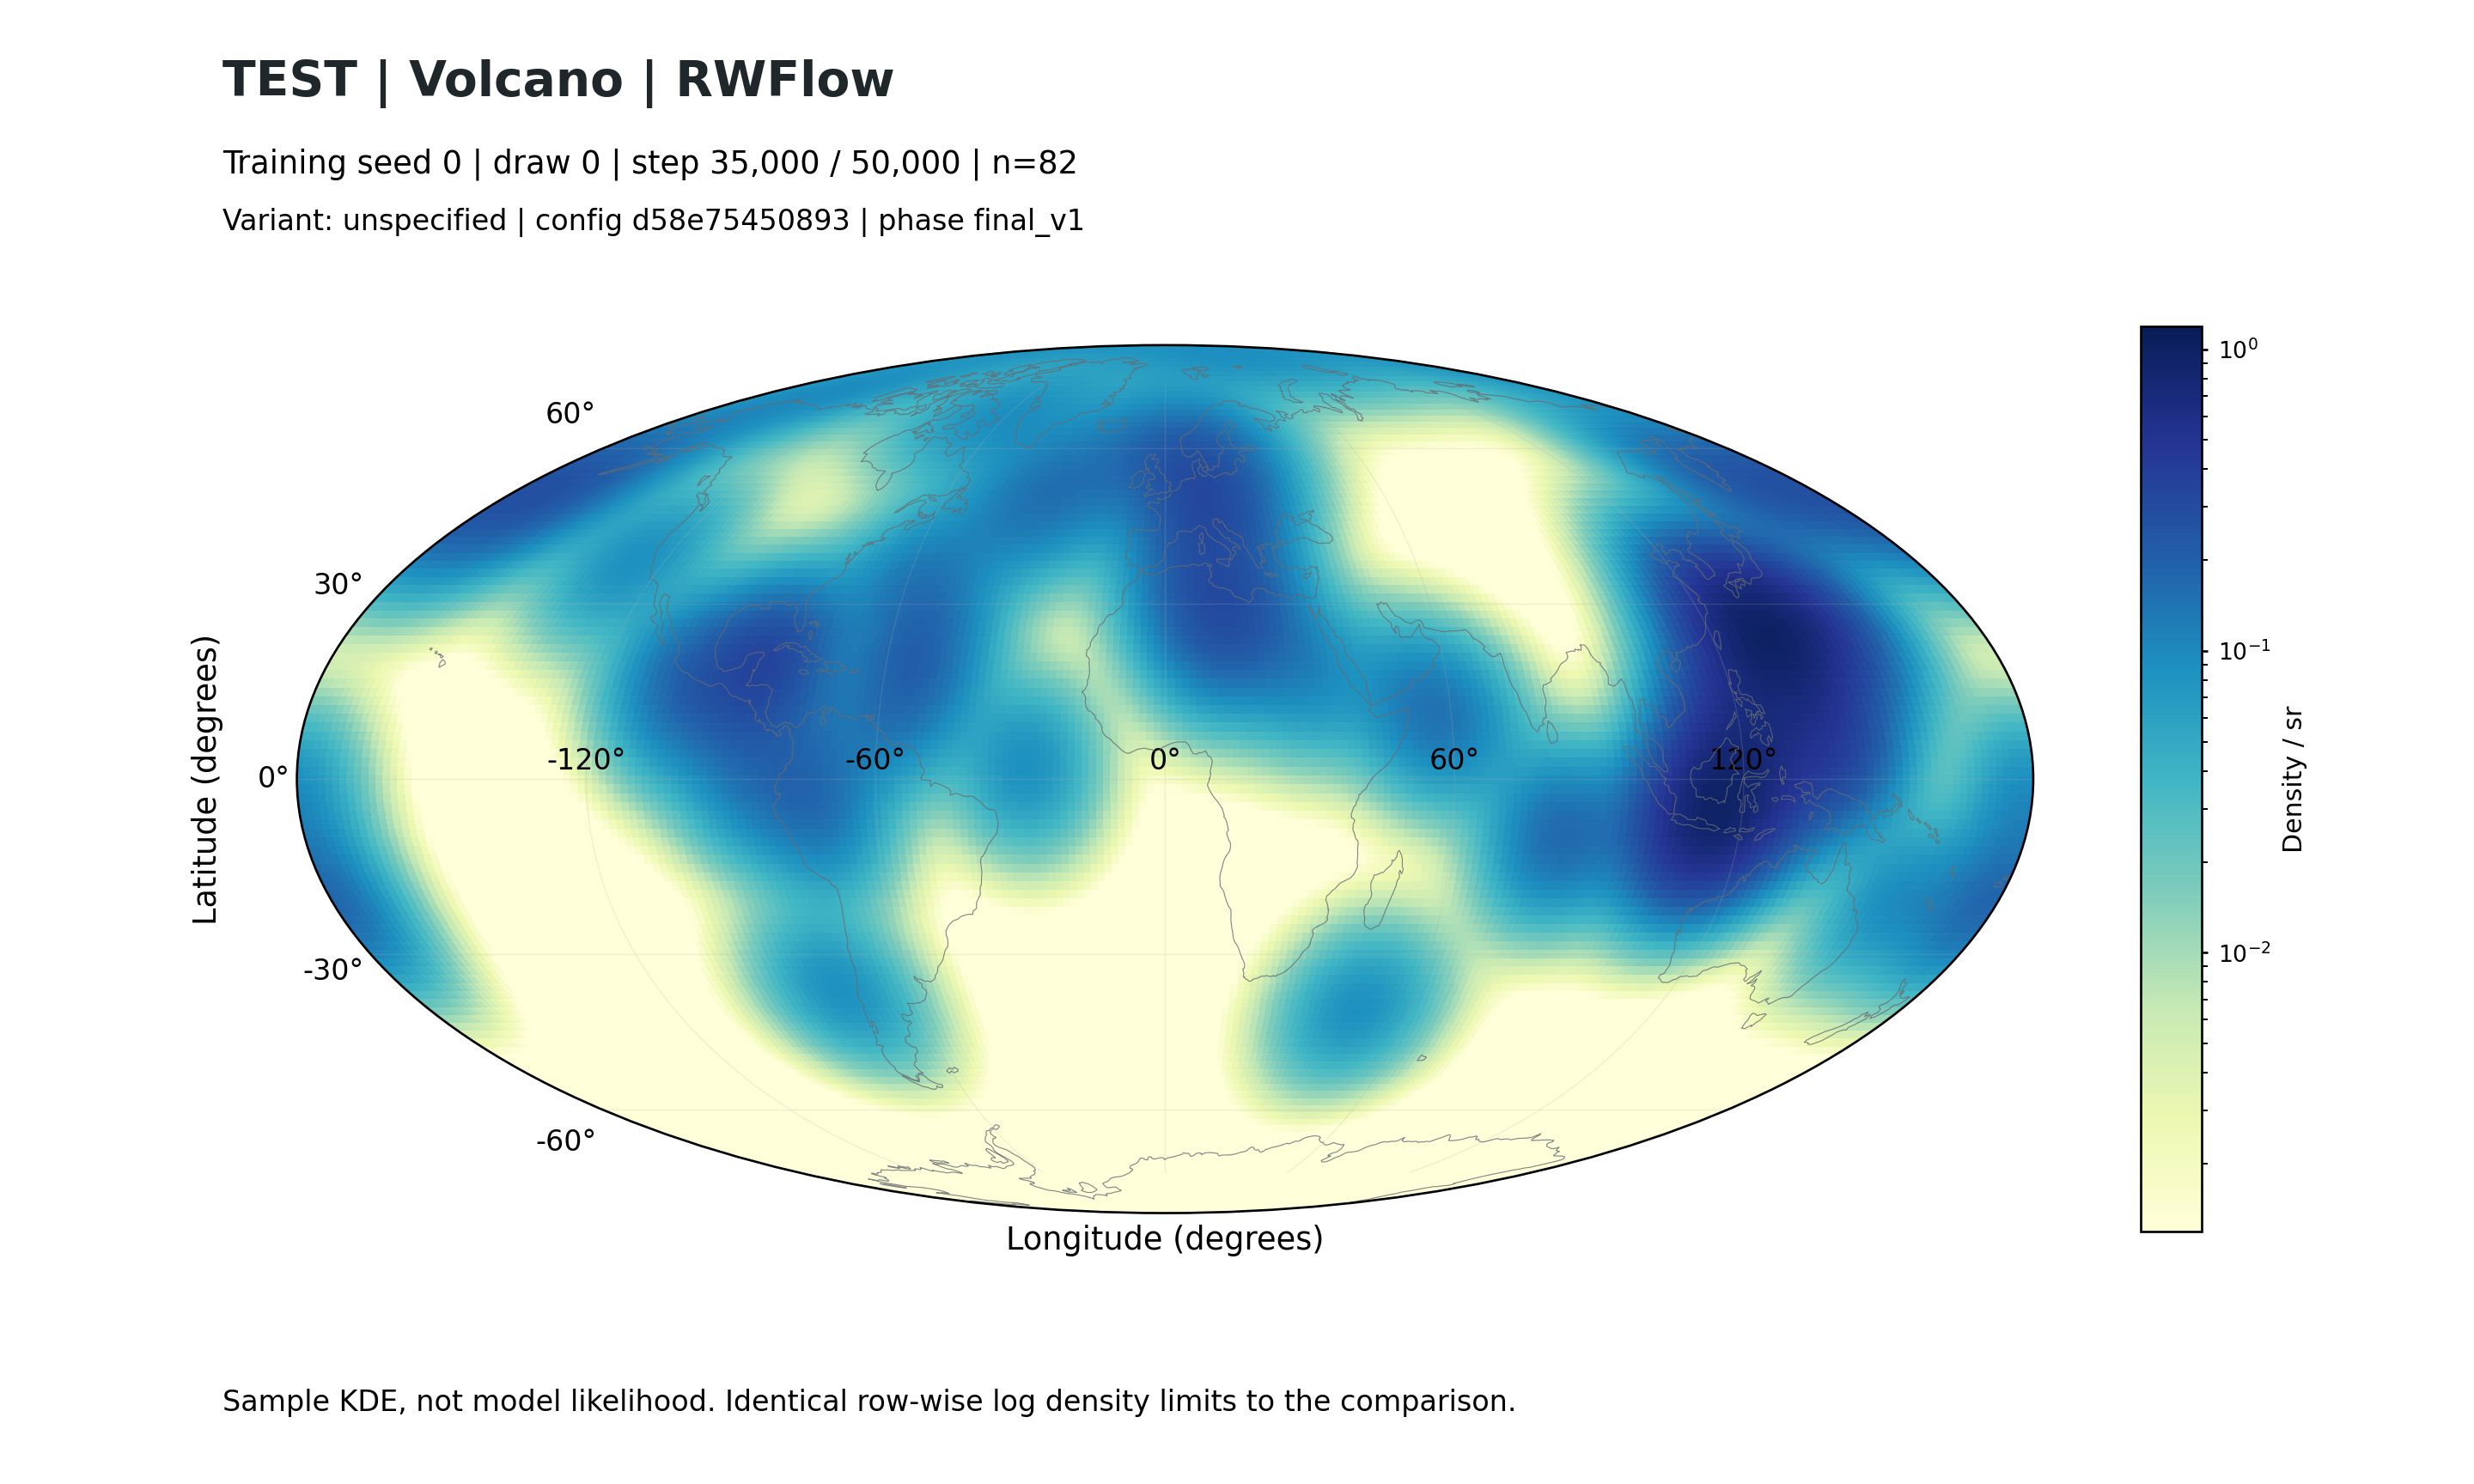 TEST | Volcano | RWFlow
Training seed 0 | draw 0 | step 35,000 / 50,000 | n=82
Variant: unspecified | config d58e75450893 | phase final_v1
60°
30°
0°
-30°
-60°
-120°
-60°
0°
60°
120°
Latitude (degrees)
Longitude (degrees)
10⁰
10⁻¹
10⁻²
Density / sr
Sample KDE, not model likelihood. Identical row-wise log density limits to the comparison.